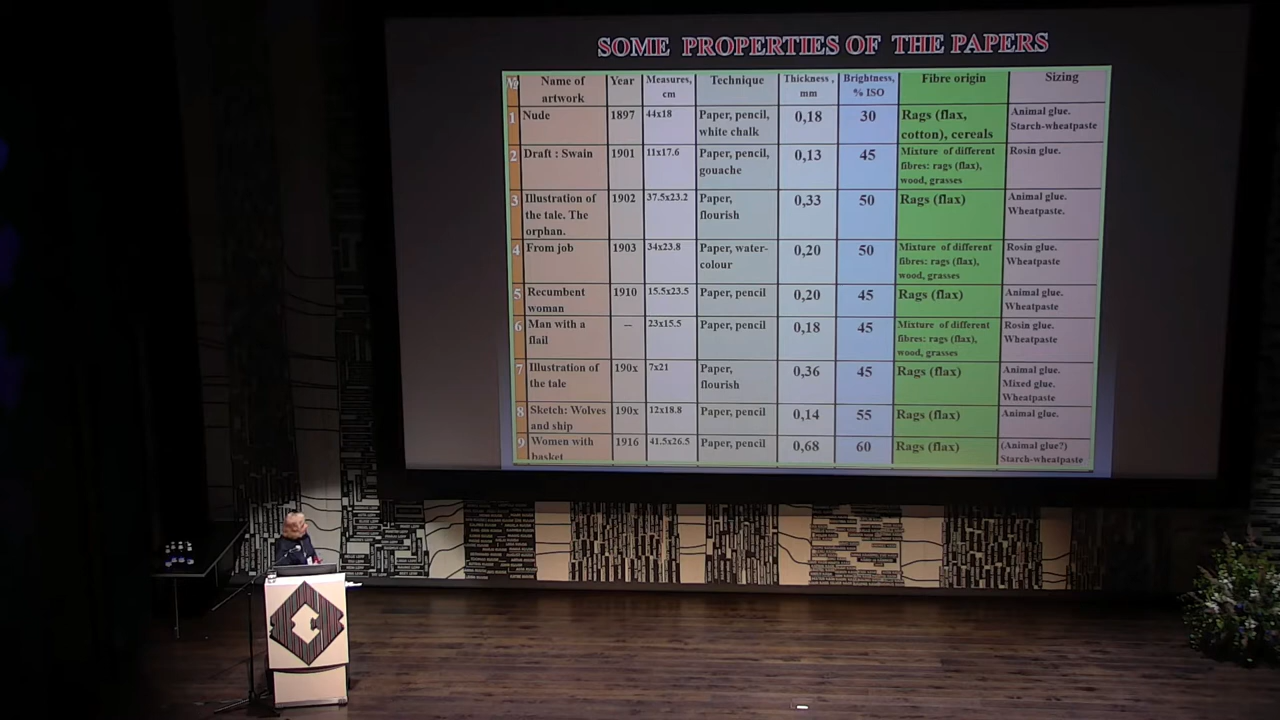 SOME PROPERTIES OF THE PAPERS
№ Name of artwork Year Measures, cm Technique Thickness , mm Brightness, % ISO Fibre origin Sizing
1 Nude 1897 44x18 Paper, pencil, white chalk 0,18 30 Rags (flax, cotton), cereals Animal glue. Starch-wheatpaste
2 Draft : Swain 1901 11x17.6 Paper, pencil, gouache 0,13 45 Mixture of different fibres: rags (flax), wood, grasses Rosin glue.
3 Illustration of the tale. The orphan. 1902 37.5x23.2 Paper, flourish 0,33 50 Rags (flax) Animal glue. Wheatpaste.
4 From job 1903 34x23.8 Paper, water-colour 0,20 50 Mixture of different fibres: rags (flax), wood, grasses Rosin glue. Wheatpaste
5 Recumbent woman 1910 15.5x23.5 Paper, pencil 0,20 45 Rags (flax) Animal glue. Wheatpaste
6 Man with a flail — 23x15.5 Paper, pencil 0,18 45 Mixture of different fibres: rags (flax), wood, grasses Rosin glue. Wheatpaste
7 Illustration of the tale 190x 7x21 Paper, flourish 0,36 45 Rags (flax) Animal glue. Mixed glue. Wheatpaste
8 Sketch: Wolves and ship 190x 12x18.8 Paper, pencil 0,14 55 Rags (flax) Animal glue.
9 Women with basket 1916 41.5x26.5 Paper, pencil 0,68 60 Rags (flax) (Animal glue?) Starch-wheatpaste